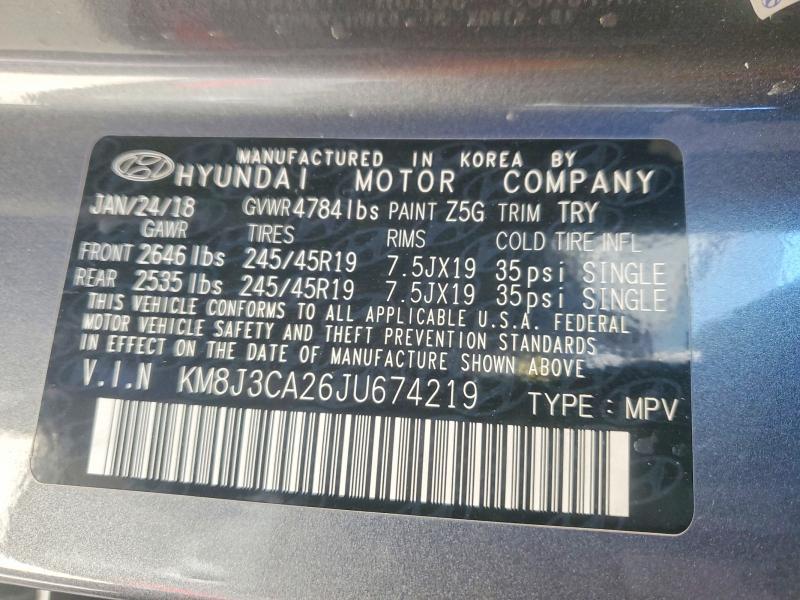 MANUFACTURED IN KOREA BY
HYUNDAI MOTOR COMPANY
JAN/24/18 GVWR 4784 lbs PAINT Z5G TRIM TRY
GAWR TIRES RIMS COLD TIRE INFL
FRONT 2646 lbs 245/45R19 7.5JX19 35psi SINGLE
REAR 2535 lbs 245/45R19 7.5JX19 35psi SINGLE
THIS VEHICLE CONFORMS TO ALL APPLICABLE U.S.A. FEDERAL
MOTOR VEHICLE SAFETY AND THEFT PREVENTION STANDARDS
IN EFFECT ON THE DATE OF MANUFACTURE SHOWN ABOVE
V.I.N KM8J3CA26JU674219 TYPE : MPV